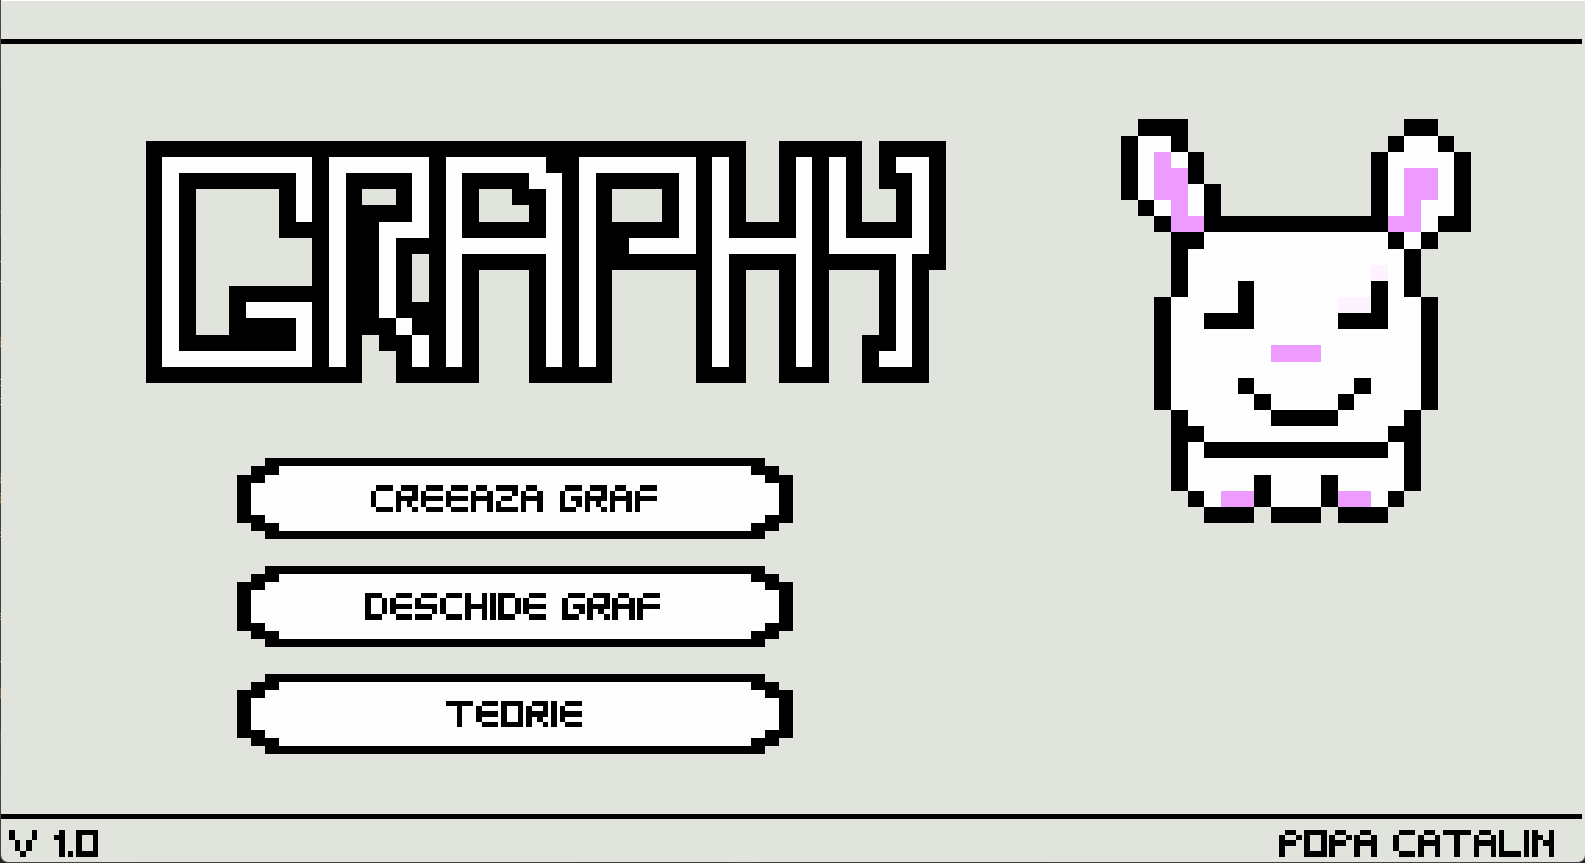 GRAPHY
CREEAZA GRAF
DESCHIDE GRAF
TEORIE
V 1.0
POPA CATALIN